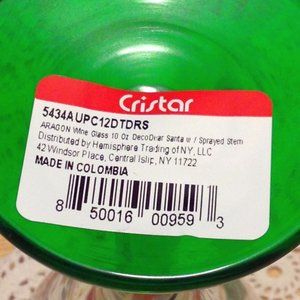 Cristar
5434AUPC12DTDRS
ARAGON Wine Glass 10 Oz DecoDear Santa w / Sprayed Stem
Distributed by Hemisphere Trading of NY, LLC
42 Windsor Place, Central Islip, NY 11722
MADE IN COLOMBIA
8 50016 00959 3